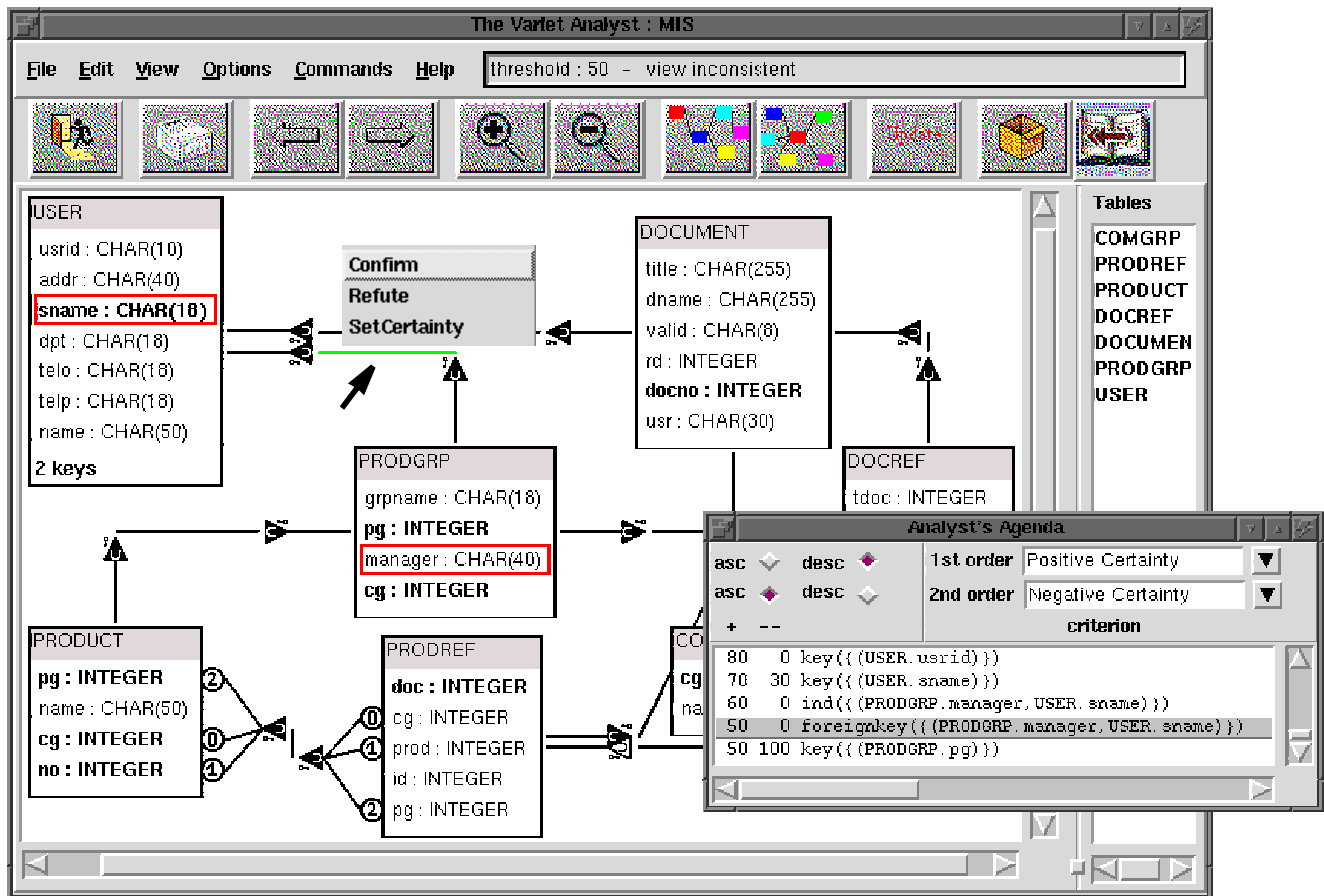 The Varlet Analyst : MIS
File Edit View Options Commands Help
threshold : 50 - view inconsistent
USER
usrid : CHAR(10)
addr : CHAR(40)
sname : CHAR(18)
dpt : CHAR(18)
telo : CHAR(18)
telp : CHAR(18)
name : CHAR(50)
2 keys
Confirm
Refute
SetCertainty
DOCUMENT
title : CHAR(255)
dname : CHAR(255)
valid : CHAR(8)
rd : INTEGER
docno : INTEGER
usr : CHAR(30)
Tables
COMGRP
PRODREF
PRODUCT
DOCREF
DOCUMEN
PRODGRP
USER
PRODGRP
grpname : CHAR(18)
pg : INTEGER
manager : CHAR(40)
cg : INTEGER
DOCREF
tdoc : INTEGER
PRODUCT
pg : INTEGER
name : CHAR(50)
cg : INTEGER
no : INTEGER
2
0
1
PRODREF
doc : INTEGER
cg : INTEGER
prod : INTEGER
id : INTEGER
pg : INTEGER
0
1
2
CO
cg
na
Analyst's Agenda
asc desc 1st order Positive Certainty
asc desc 2nd order Negative Certainty
+ -- criterion
80 0 key({(USER.usrid)})
70 30 key({(USER.sname)})
60 0 ind({(PRODGRP.manager,USER.sname)})
50 0 foreignkey({(PRODGRP.manager,USER.sname)})
50 100 key({(PRODGRP.pg)})